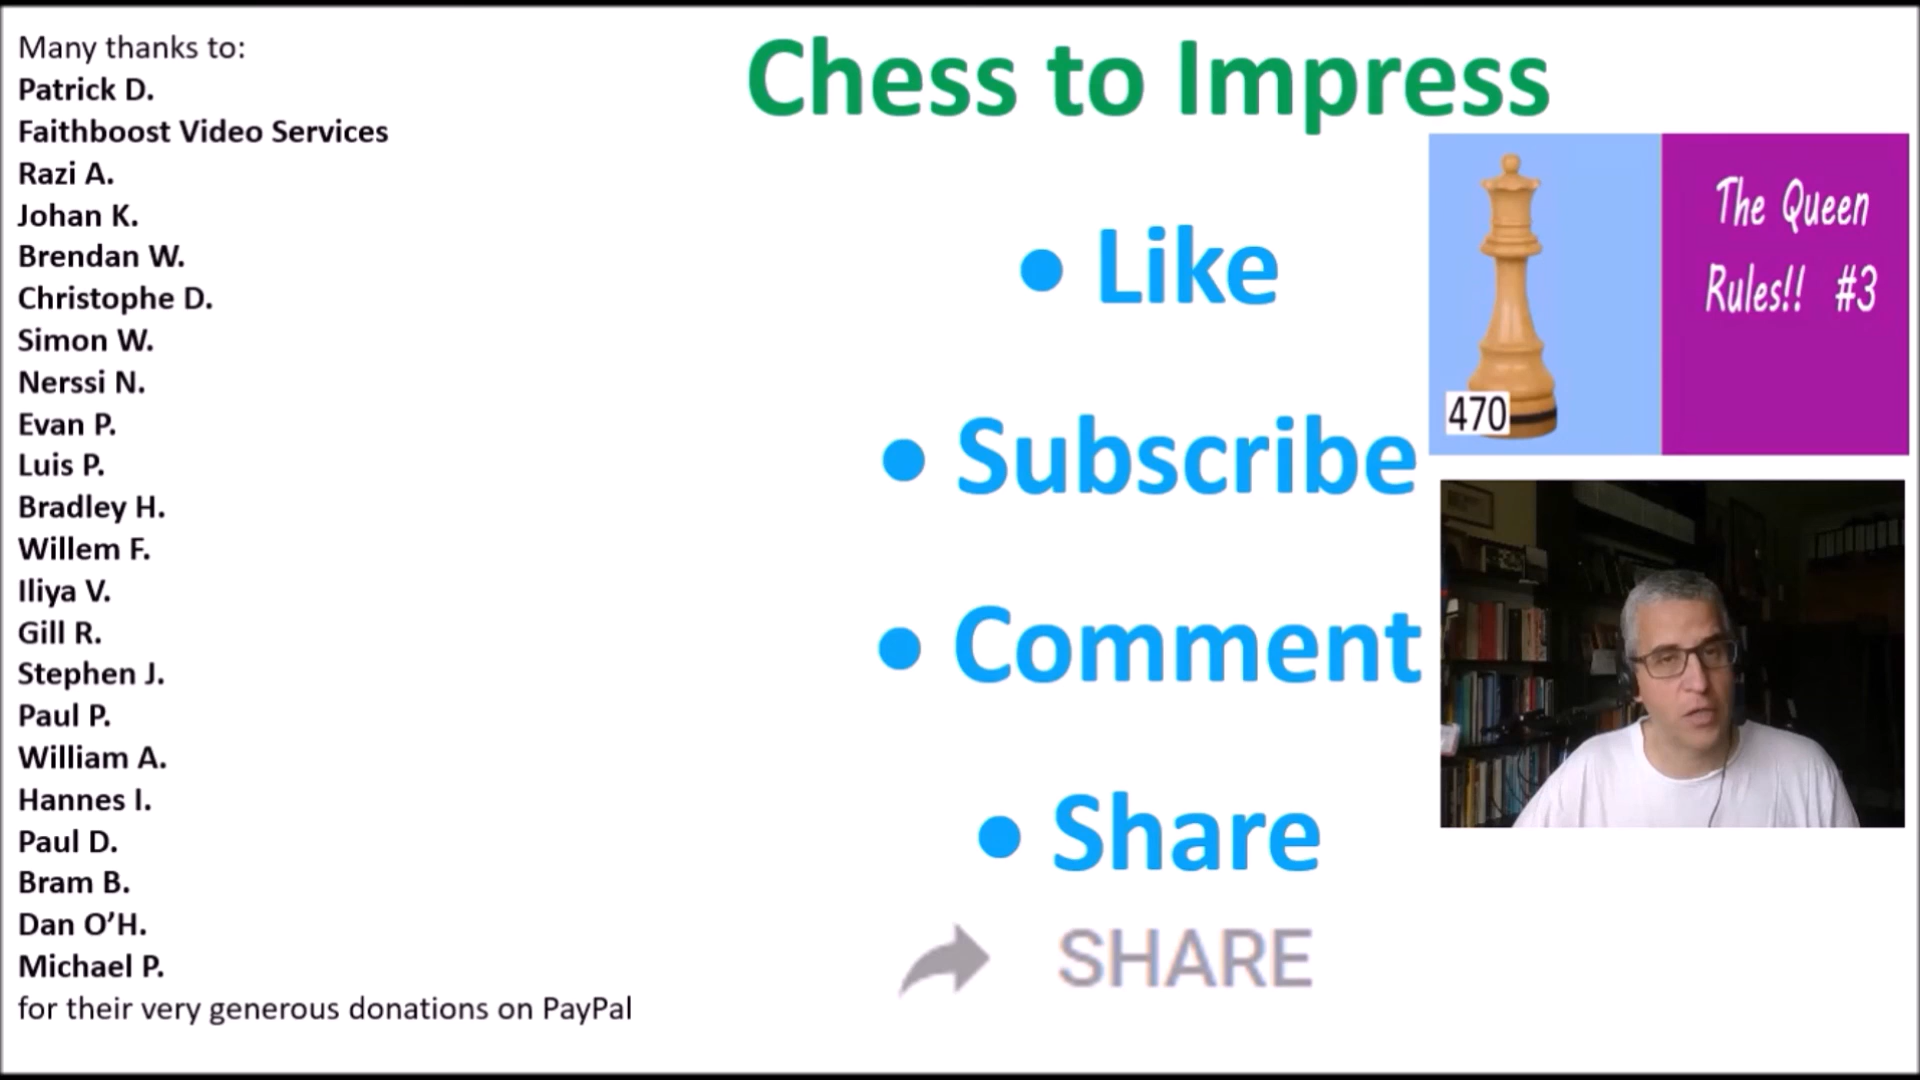 Many thanks to:
Patrick D.
Faithboost Video Services
Razi A.
Johan K.
Brendan W.
Christophe D.
Simon W.
Nerssi N.
Evan P.
Luis P.
Bradley H.
Willem F.
Iliya V.
Gill R.
Stephen J.
Paul P.
William A.
Hannes I.
Paul D.
Bram B.
Dan O’H.
Michael P.
for their very generous donations on PayPal
Chess to Impress
• Like
• Subscribe
• Comment
• Share
SHARE
The Queen
Rules!! #3
470